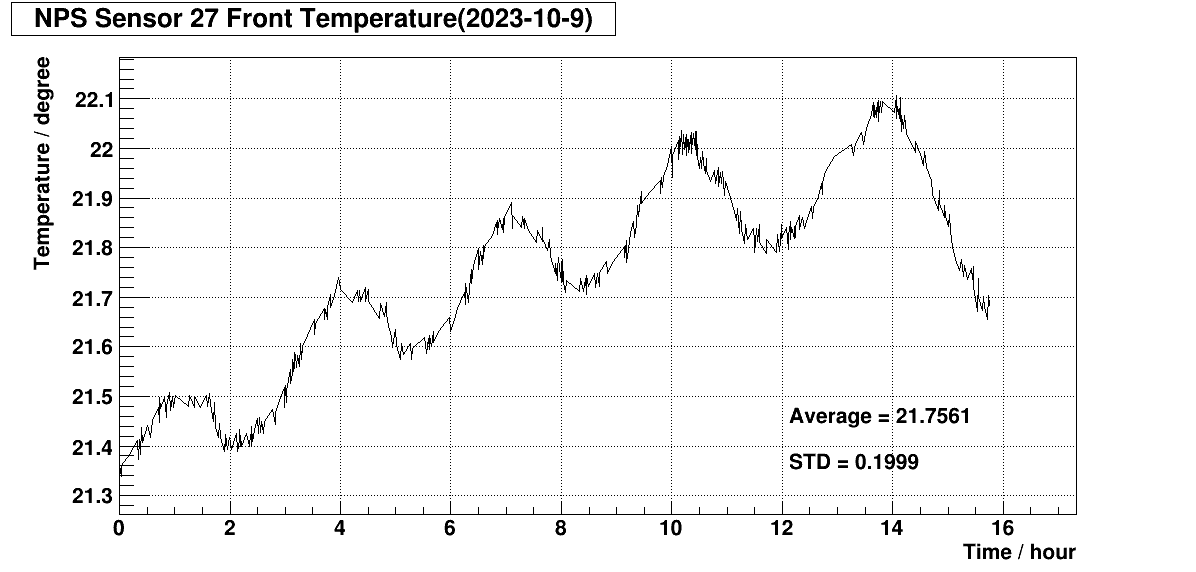 NPS Sensor 27 Front Temperature(2023-10-9)
Temperature / degree
22.1
22
21.9
21.8
21.7
21.6
21.5
21.4
21.3
Average = 21.7561
STD = 0.1999
0 2 4 6 8 10 12 14 16
Time / hour